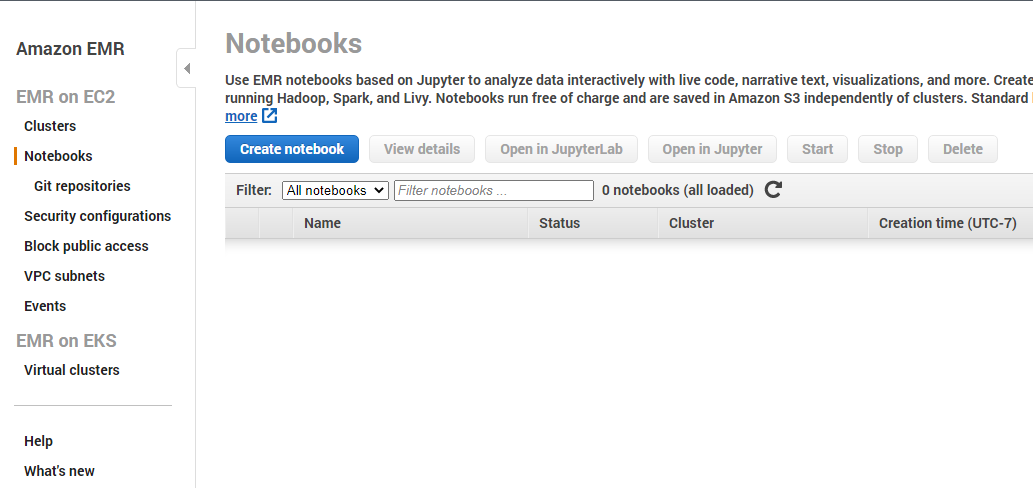 Amazon EMR
EMR on EC2
Clusters
Notebooks
Git repositories
Security configurations
Block public access
VPC subnets
Events
EMR on EKS
Virtual clusters
Help
What's new
Notebooks
Use EMR notebooks based on Jupyter to analyze data interactively with live code, narrative text, visualizations, and more. Create
running Hadoop, Spark, and Livy. Notebooks run free of charge and are saved in Amazon S3 independently of clusters. Standard
more
Create notebook View details Open in JupyterLab Open in Jupyter Start Stop Delete
Filter: All notebooks Filter notebooks ... 0 notebooks (all loaded)
Name Status Cluster Creation time (UTC-7)